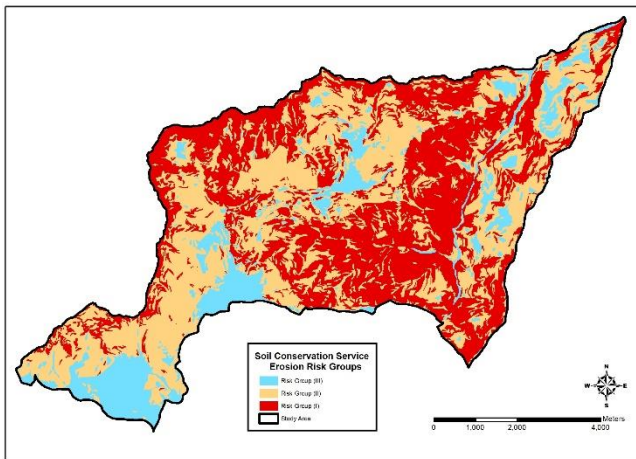 Soil Conservation Service
Erosion Risk Groups
Risk Group (III)
Risk Group (II)
Risk Group (I)
Study Area
N
W E
S
Meters
0 1,000 2,000 4,000